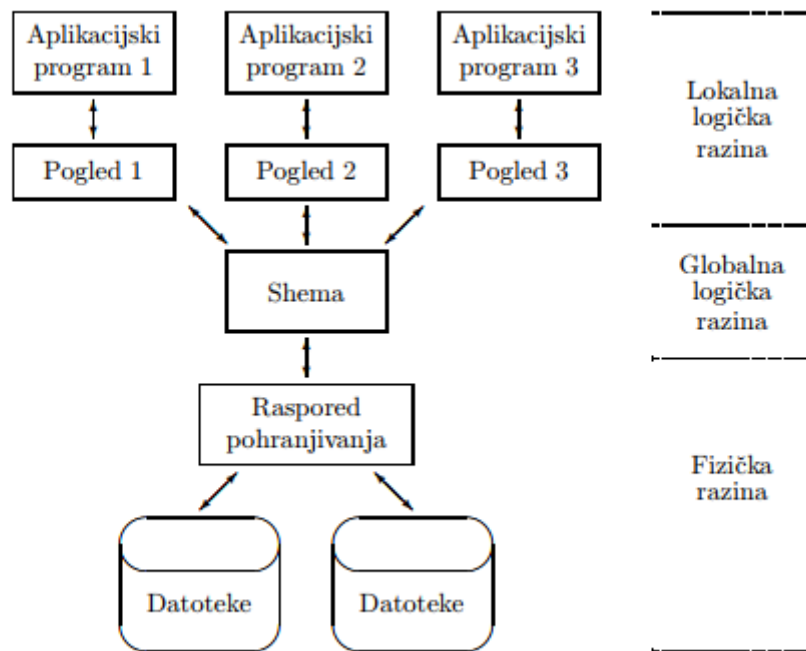 Aplikacijski
program 1
Aplikacijski
program 2
Aplikacijski
program 3
Lokalna
logička
razina
Pogled 1
Pogled 2
Pogled 3
Shema
Globalna
logička
razina
Raspored
pohranjivanja
Fizička
razina
Datoteke
Datoteke